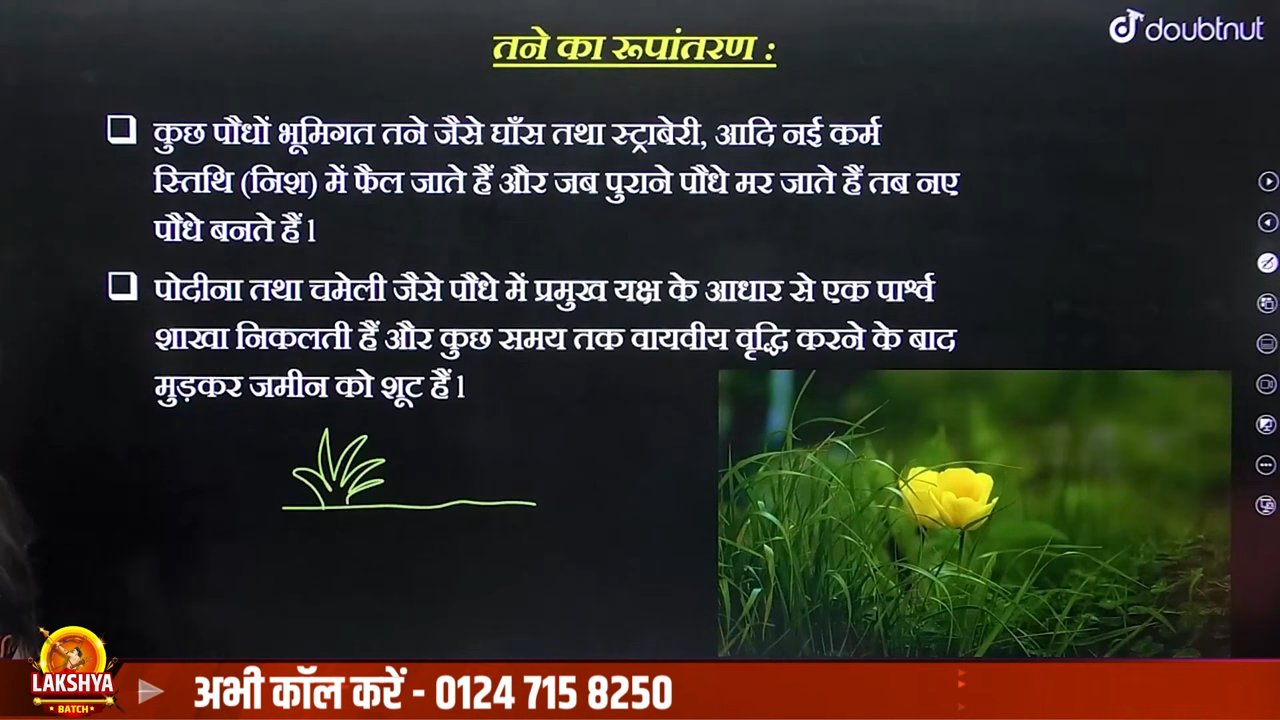 तने का रूपांतरण :
doubtnut
कुछ पौधों भूमिगत तने जैसे घाँस तथा स्ट्राबेरी, आदि नई कर्म
स्तिथि (निश) में फैल जाते हैं और जब पुराने पौधे मर जाते हैं तब नए
पौधे बनते हैं l
पोदीना तथा चमेली जैसे पौधे में प्रमुख यक्ष के आधार से एक पार्श्व
शाखा निकलती हैं और कुछ समय तक वायवीय वृद्धि करने के बाद
मुड़कर जमीन को शूट हैं l
LAKSHYA
BATCH
अभी कॉल करें - 0124 715 8250